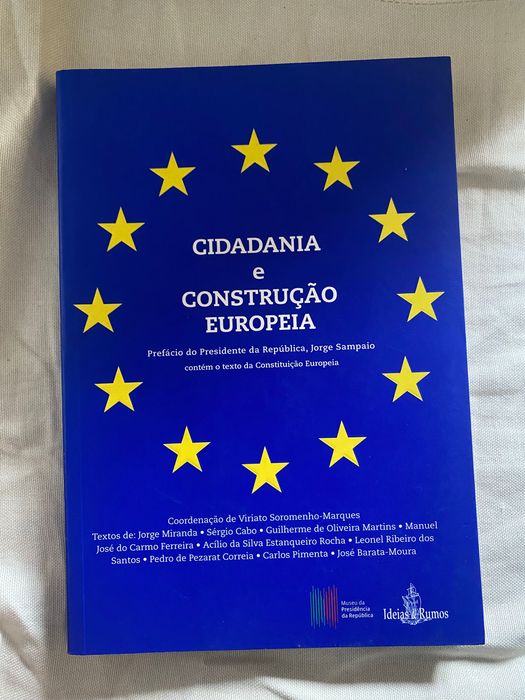 CIDADANIA
e
CONSTRUÇÃO
EUROPEIA
Prefácio do Presidente da República, Jorge Sampaio
contém o texto da Constituição Europeia
Coordenação de Viriato Soromenho-Marques
Textos de: Jorge Miranda • Sérgio Cabo • Guilherme de Oliveira Martins • Manuel
José do Carmo Ferreira • Acílio da Silva Estanqueiro Rocha • Leonel Ribeiro dos
Santos • Pedro de Pezarat Correia • Carlos Pimenta • José Barata-Moura
Museu da
Presidência
da República
Ideias & Rumos